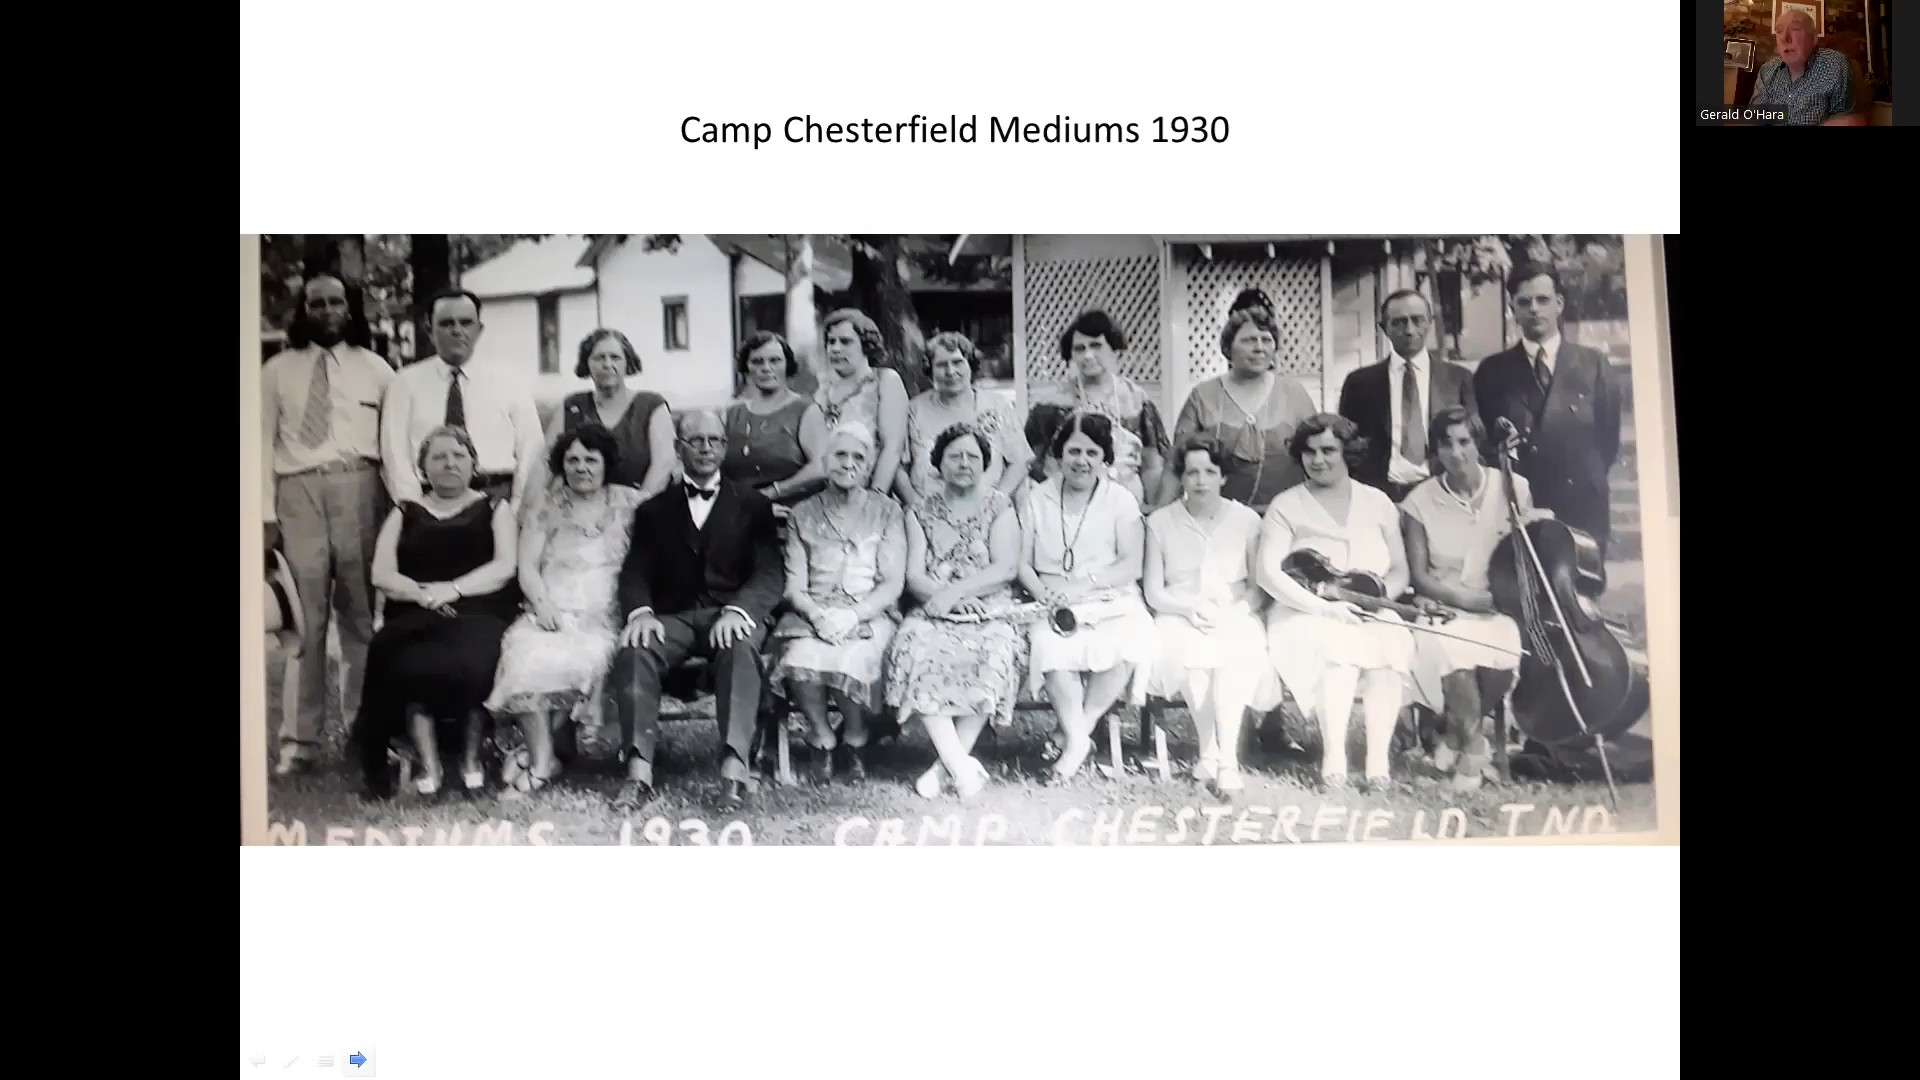 Camp Chesterfield Mediums 1930
Gerald O'Hara
MEDIUMS 1930 CAMP CHESTERFIELD IND.